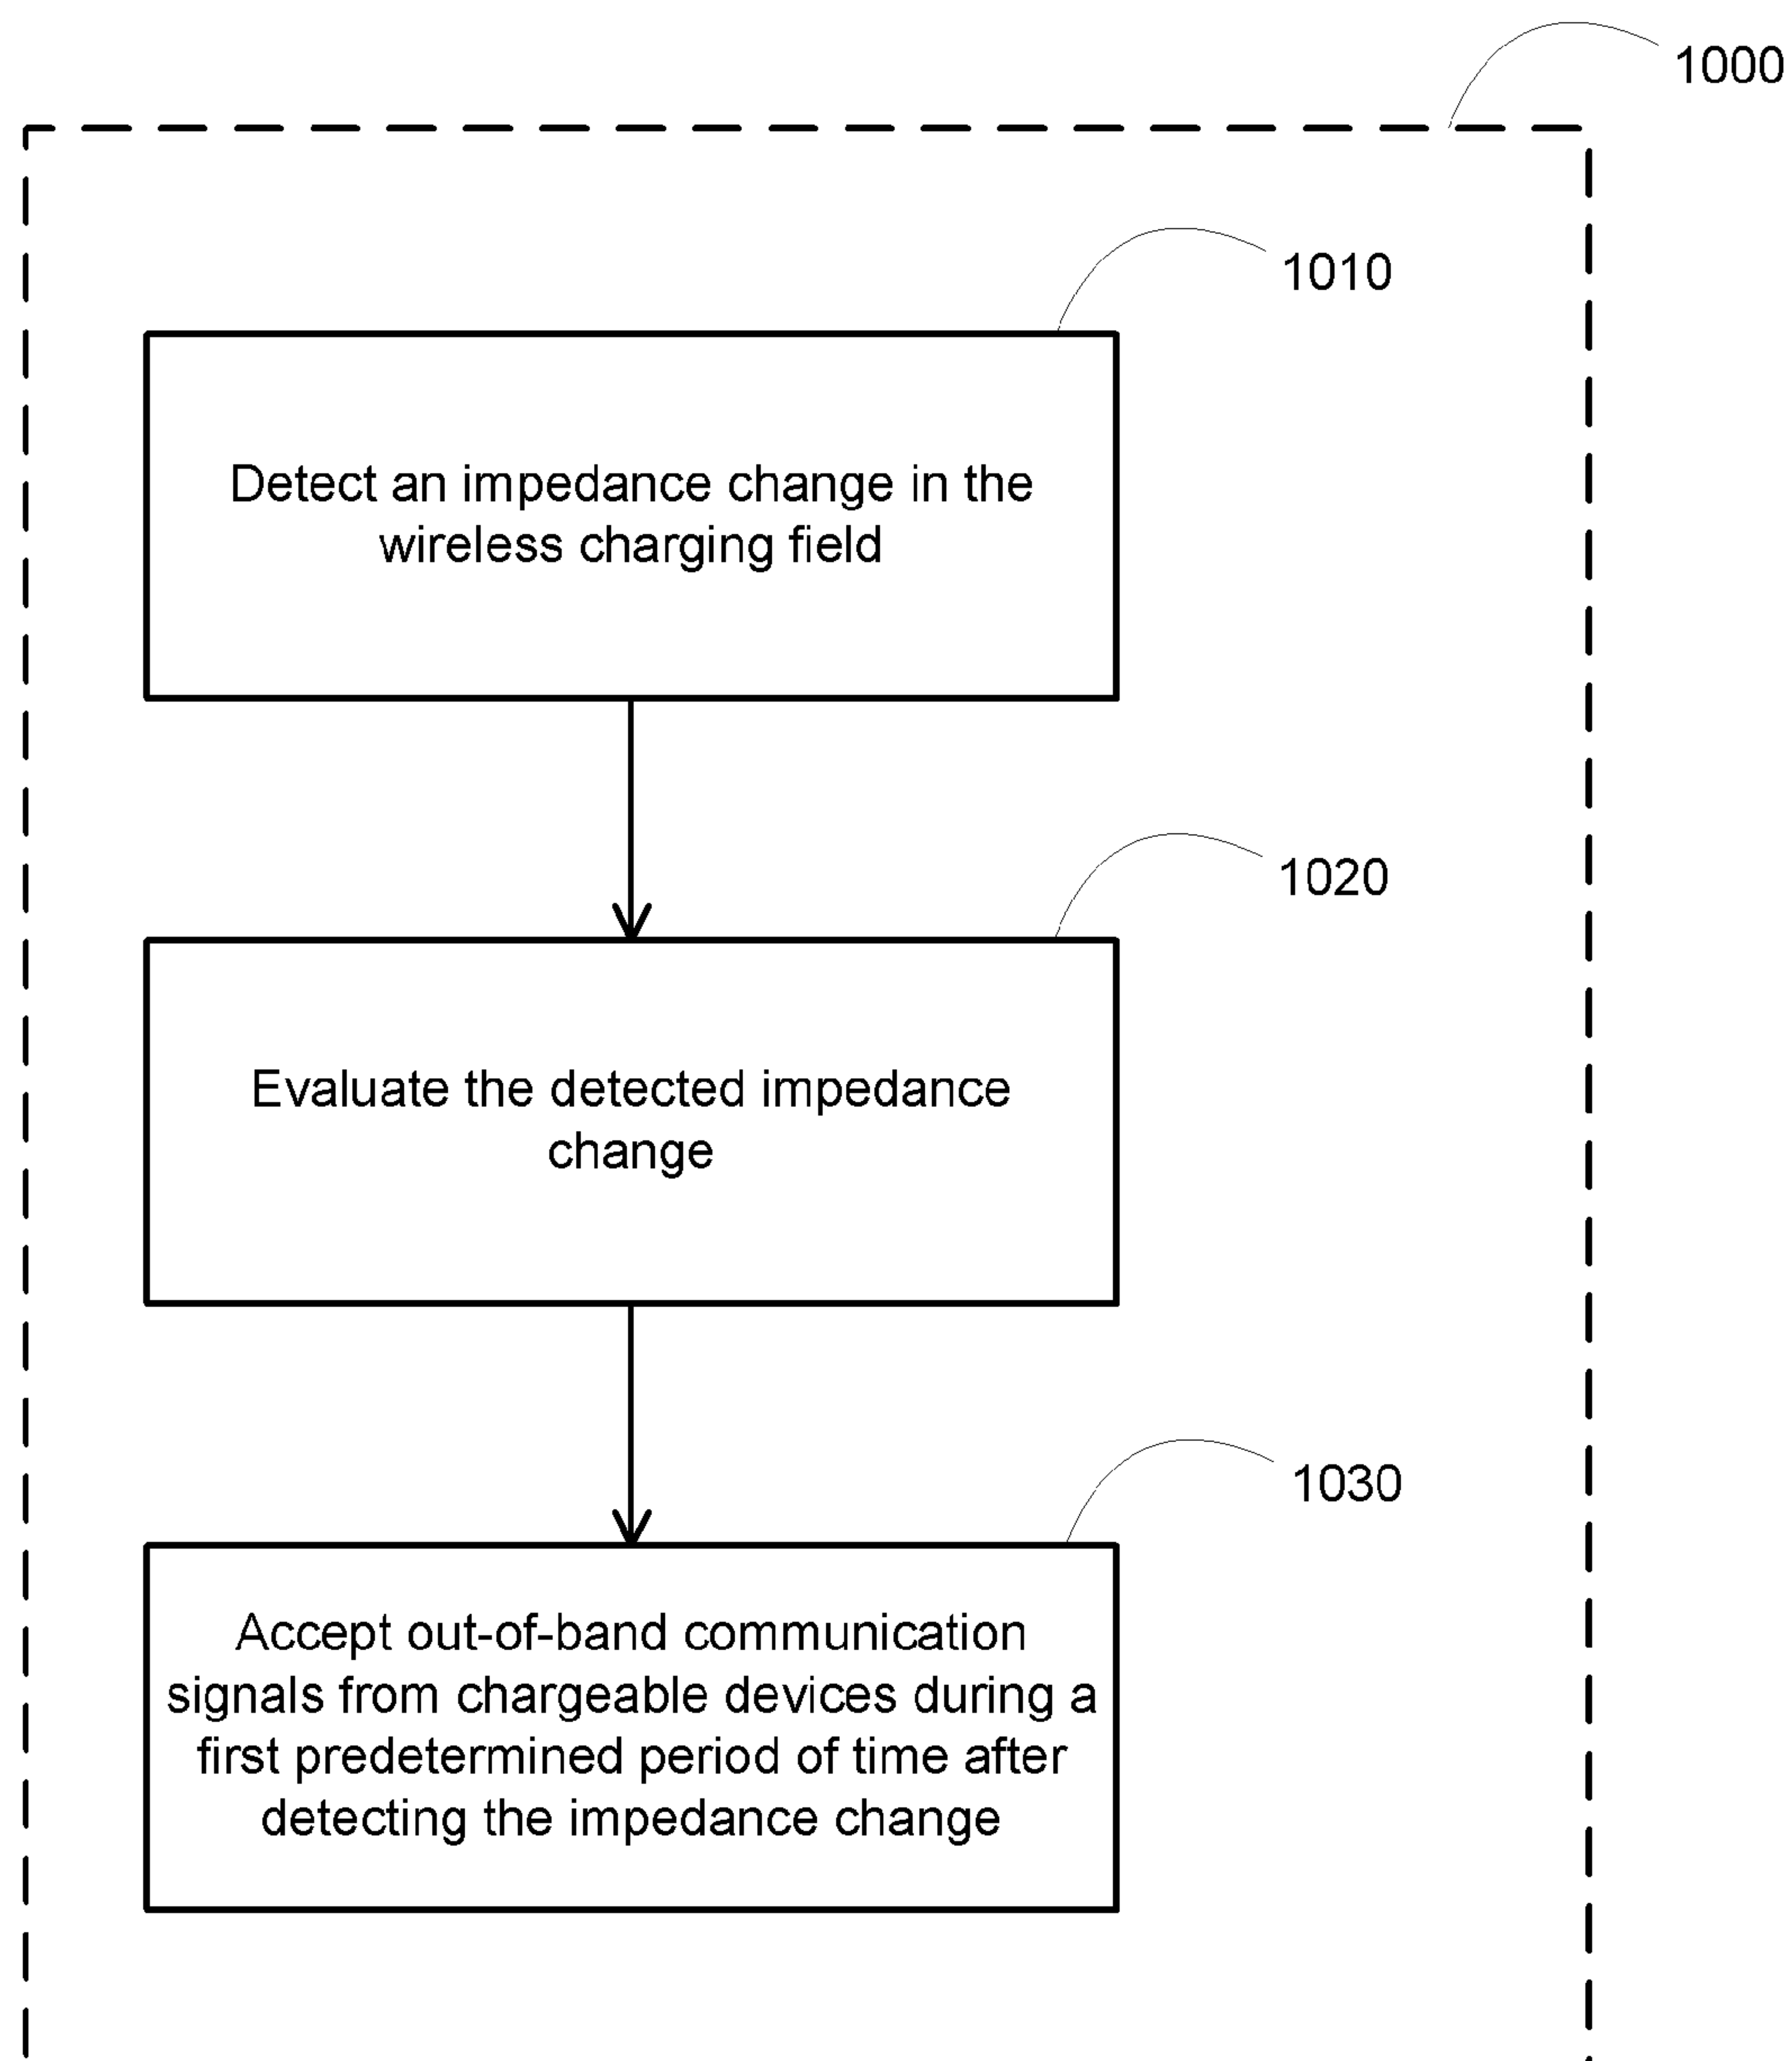 1000
1010
Detect an impedance change in the
wireless charging field
1020
Evaluate the detected impedance
change
1030
Accept out-of-band communication
signals from chargeable devices during a
first predetermined period of time after
detecting the impedance change